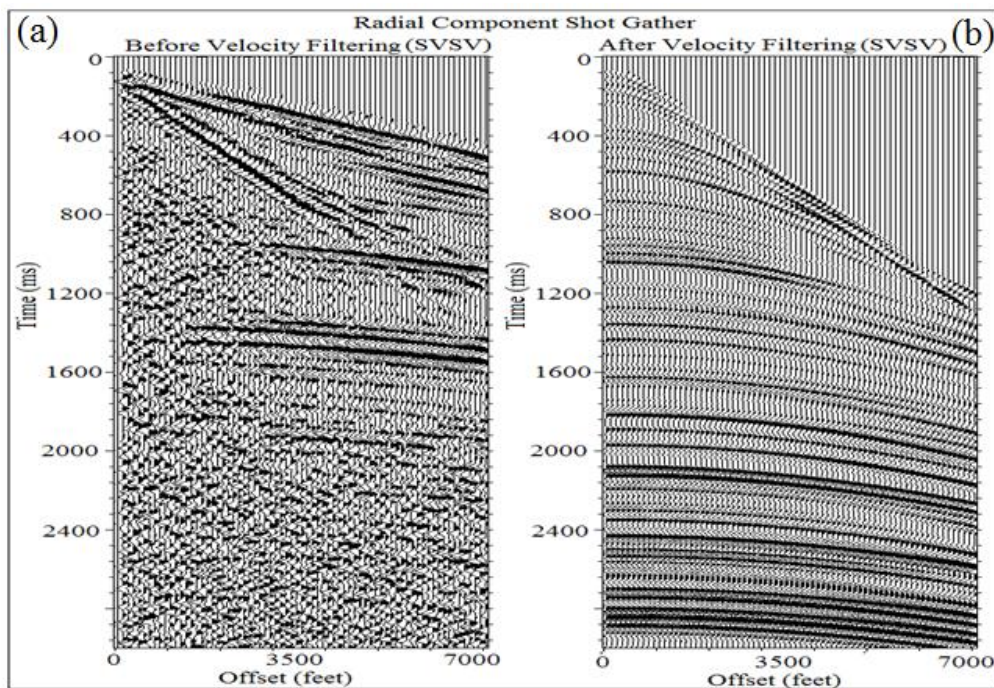 Radial Component Shot Gather
(a)
Before Velocity Filtering (SVSV)
After Velocity Filtering (SVSV)
(b)
0
400
800
1200
1600
2000
2400
Time (ms)
0
3500
7000
Offset (feet)
0
400
800
1200
1600
2000
2400
Time (ms)
0
3500
7000
Offset (feet)